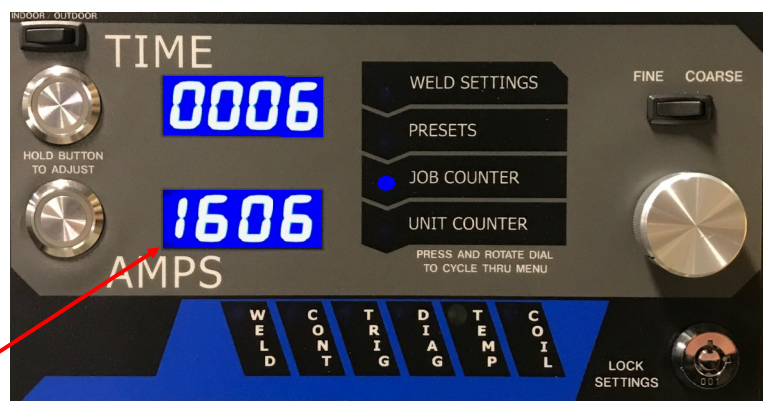 INDOOR / OUTDOOR
TIME
0006
HOLD BUTTON
TO ADJUST
1606
AMPS
WELD SETTINGS
PRESETS
JOB COUNTER
UNIT COUNTER
PRESS AND ROTATE DIAL
TO CYCLE THRU MENU
FINE COARSE
WELD
CONT
TRIG
DIAG
TEMP
COIL
LOCK
SETTINGS
001